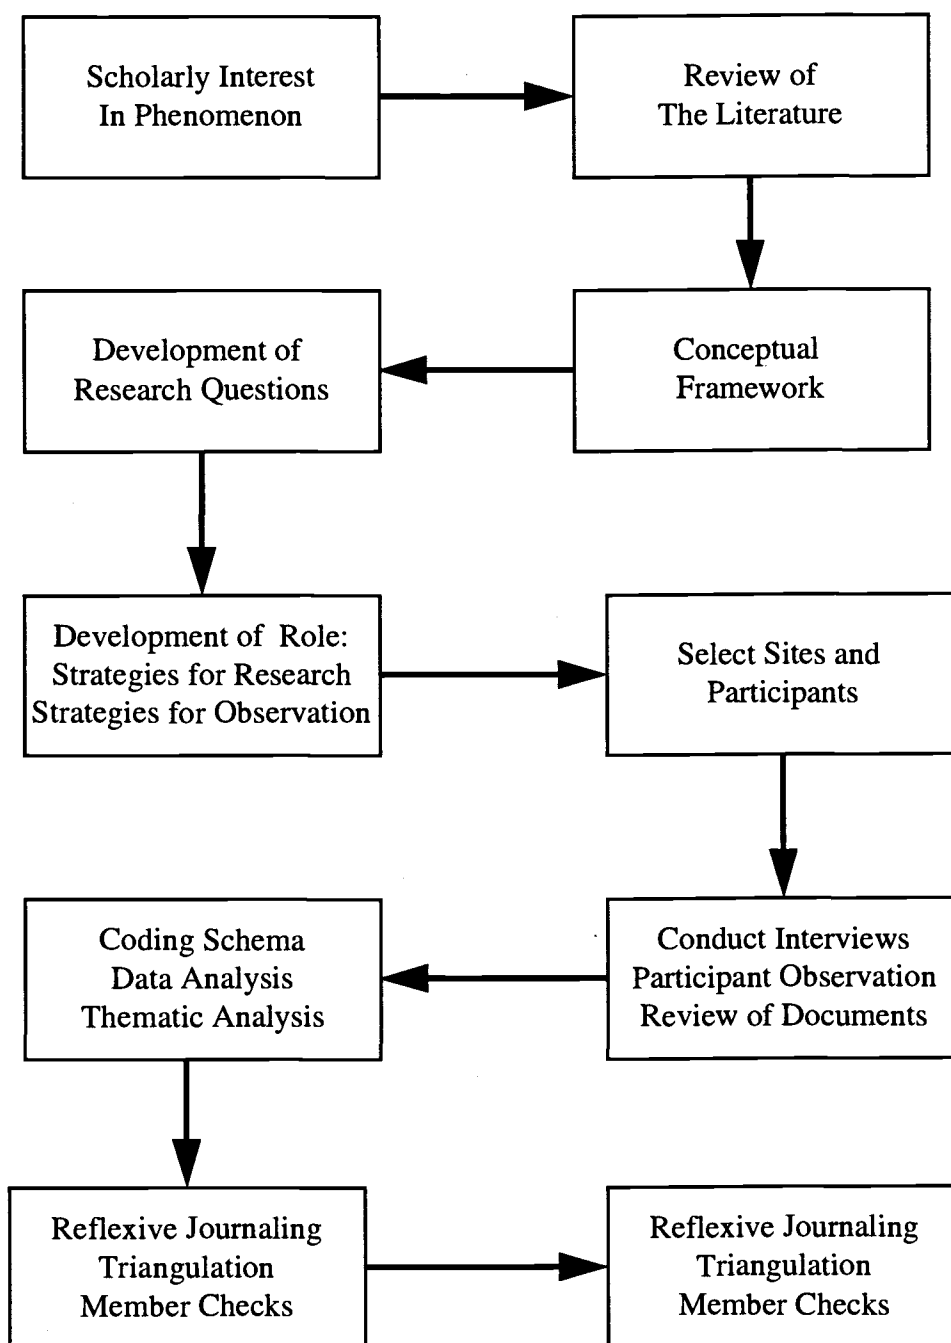 Scholarly Interest
In Phenomenon
Review of
The Literature
Conceptual
Framework
Development of
Research Questions
Development of Role:
Strategies for Research
Strategies for Observation
Select Sites and
Participants
Conduct Interviews
Participant Observation
Review of Documents
Coding Schema
Data Analysis
Thematic Analysis
Reflexive Journaling
Triangulation
Member Checks
Reflexive Journaling
Triangulation
Member Checks